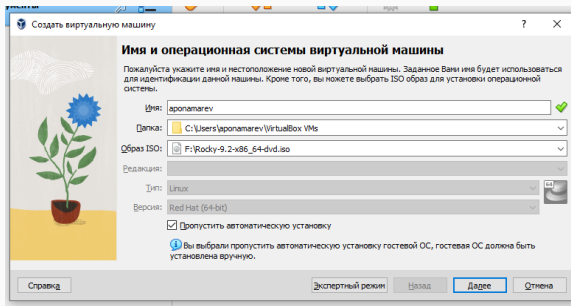 Создать виртуальную машину
Имя и операционная системы виртуальной машины
Пожалуйста укажите имя и местоположение новой виртуальной машины. Заданное Вами имя будет использоваться
для идентификации данной машины. Кроме того, вы можете выбрать ISO образ для установки операционной
системы.
Имя: aponamarev
Папка: C:\Users\aponamarev\VirtualBox VMs
Образ ISO: F:\Rocky-9.2-x86_64-dvd.iso
Редакция:
Тип: Linux
64
Версия: Red Hat (64-bit)
Пропустить автоматическую установку
Вы выбрали пропустить автоматическую установку гостевой ОС, гостевая ОС должна быть
установлена вручную.
Справка Экспертный режим Назад Далее Отмена